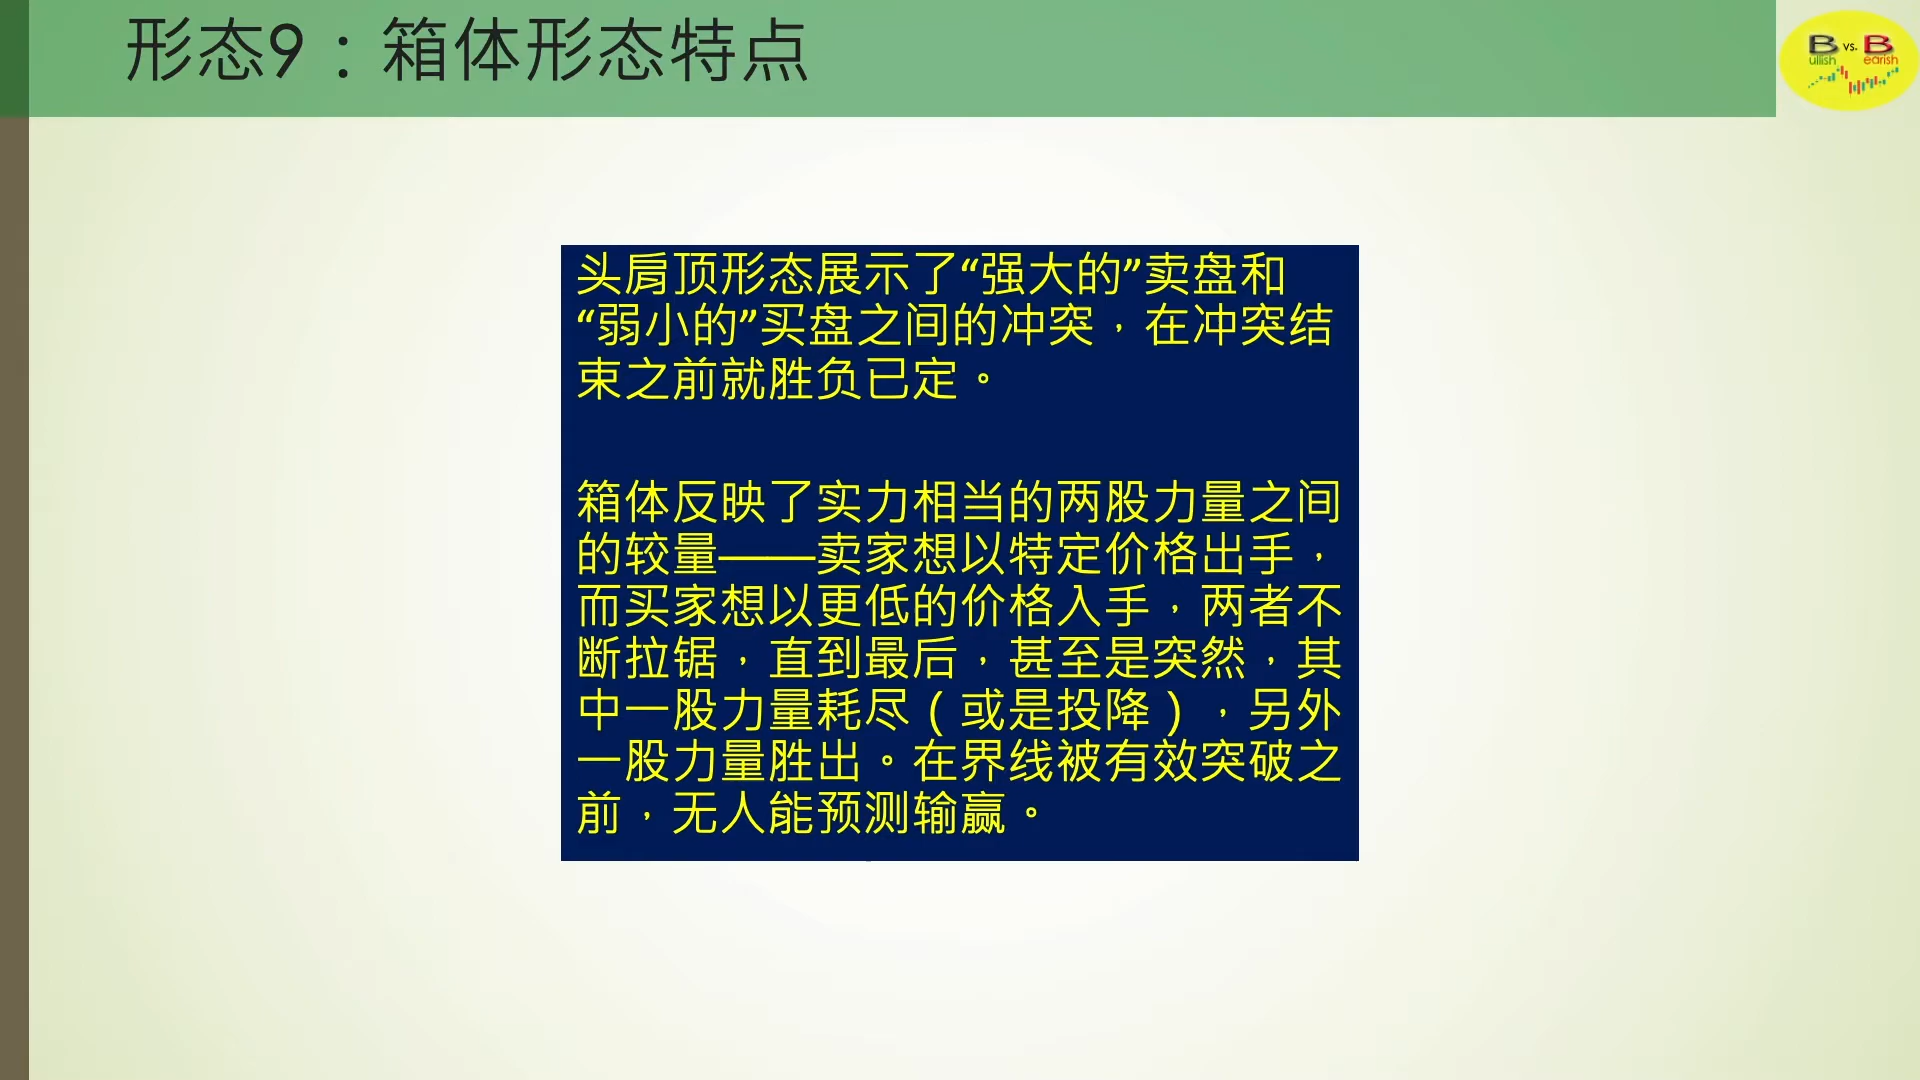 形态9：箱体形态特点
B vs. B
ullish earish
头肩顶形态展示了“强大的”卖盘和
“弱小的”买盘之间的冲突，在冲突结
束之前就胜负已定。
箱体反映了实力相当的两股力量之间
的较量——卖家想以特定价格出手，
而买家想以更低的价格入手，两者不
断拉锯，直到最后，甚至是突然，其
中一股力量耗尽（或是投降），另外
一股力量胜出。在界线被有效突破之
前，无人能预测输赢。